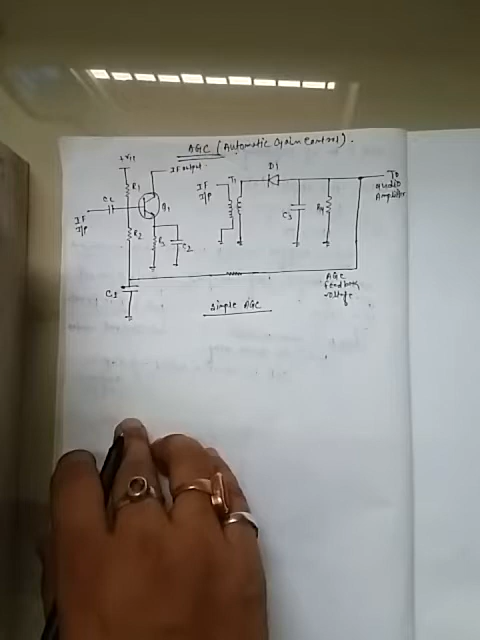 AGC (Automatic Gain Control).
+Vcc
IF output
R1
C1
IF
I/P
Q1
R2
R3
C2
C3
IF
I/P
T1
D1
C3
R4
To
audio
Amplifier
AGC
feedback
voltage
Simple AGC